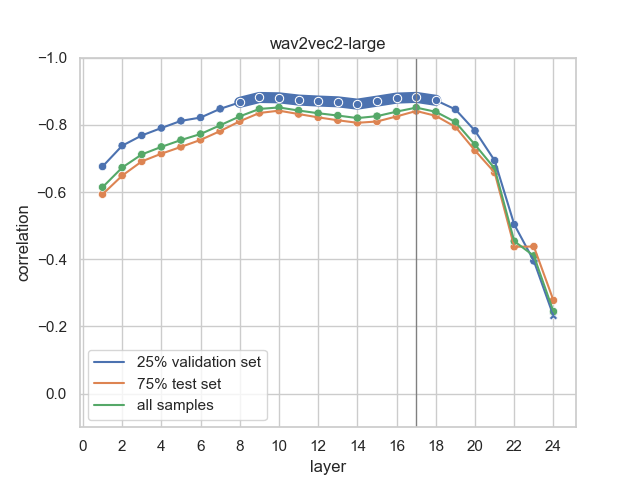 wav2vec2-large
−1.0
−0.8
−0.6
−0.4
−0.2
0.0
correlation
25% validation set
75% test set
all samples
0 2 4 6 8 10 12 14 16 18 20 22 24
layer